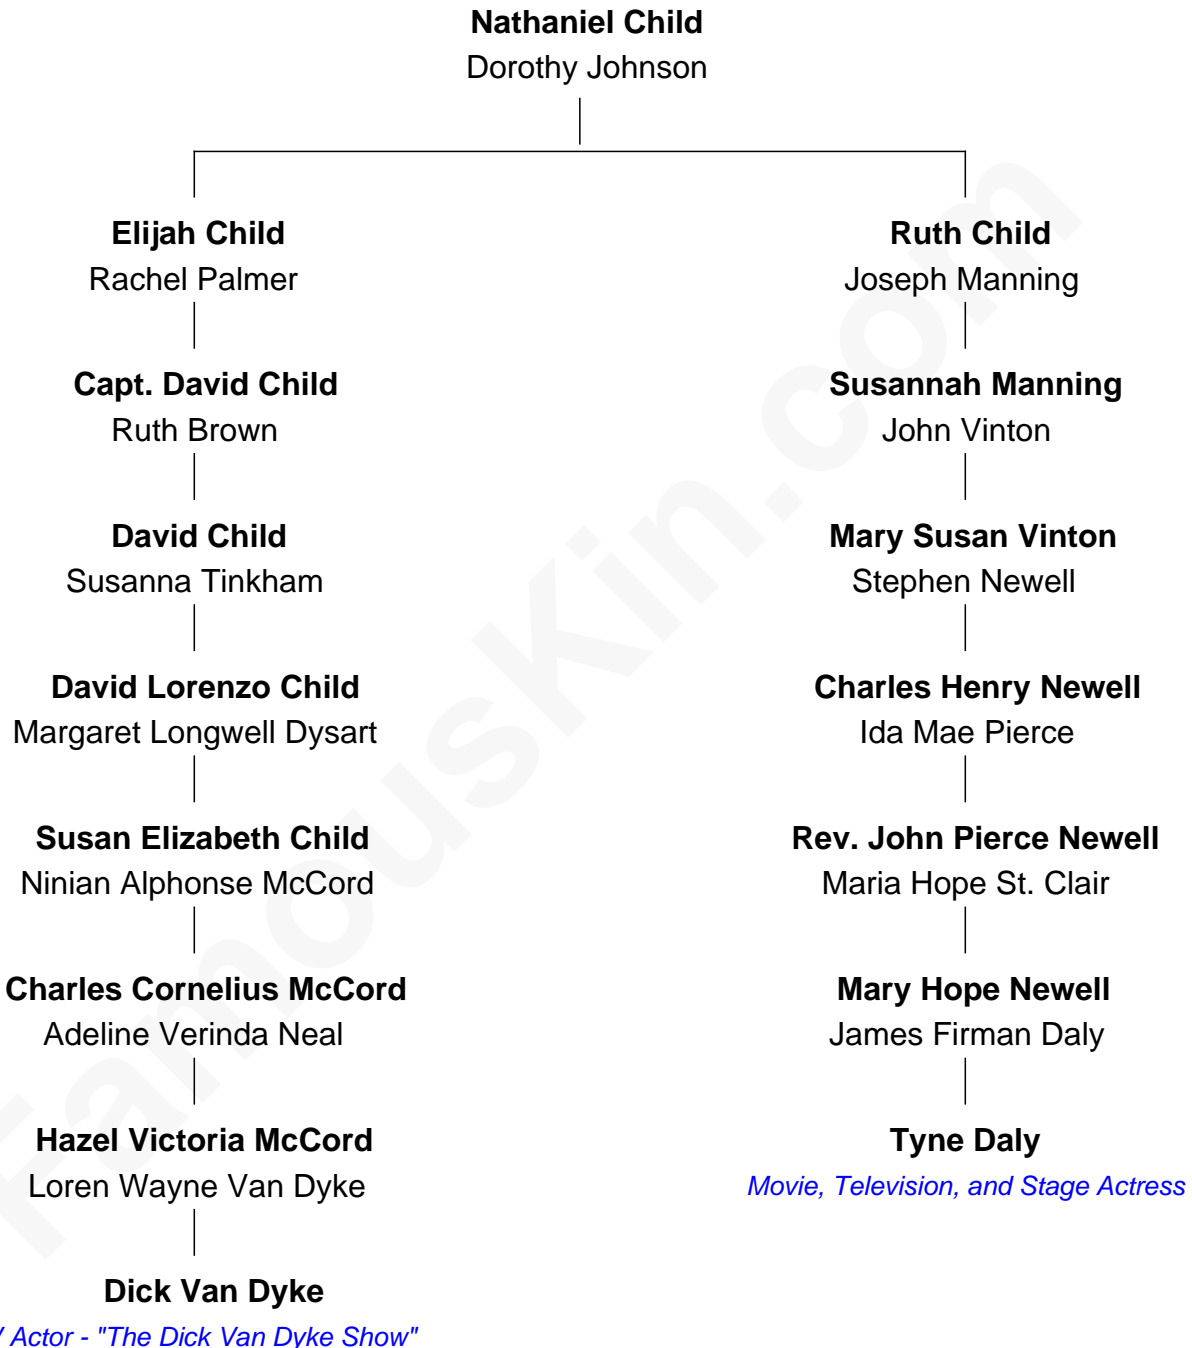 Nathaniel Child
Dorothy Johnson
Elijah Child
Rachel Palmer
Capt. David Child
Ruth Brown
David Child
Susanna Tinkham
David Lorenzo Child
Margaret Longwell Dysart
Susan Elizabeth Child
Ninian Alphonse McCord
Charles Cornelius McCord
Adeline Verinda Neal
Hazel Victoria McCord
Loren Wayne Van Dyke
Dick Van Dyke
Actor - "The Dick Van Dyke Show"
Ruth Child
Joseph Manning
Susannah Manning
John Vinton
Mary Susan Vinton
Stephen Newell
Charles Henry Newell
Ida Mae Pierce
Rev. John Pierce Newell
Maria Hope St. Clair
Mary Hope Newell
James Firman Daly
Tyne Daly
Movie, Television, and Stage Actress
FamousKin.com